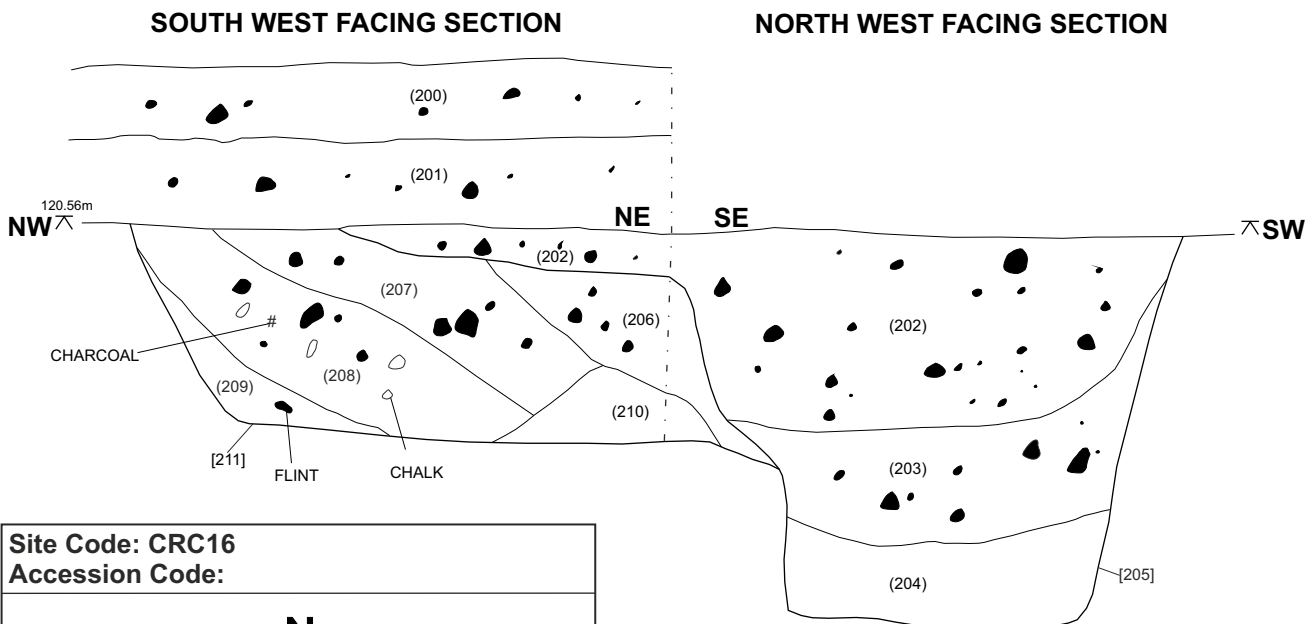 SOUTH WEST FACING SECTION
NORTH WEST FACING SECTION
(200)
(201)
120.56m
NW
NE
SE
SW
(202)
(207)
(206)
(202)
CHARCOAL
(209)
(208)
(210)
(203)
[211]
FLINT
CHALK
(204)
[205]
Site Code: CRC16
Accession Code:
N